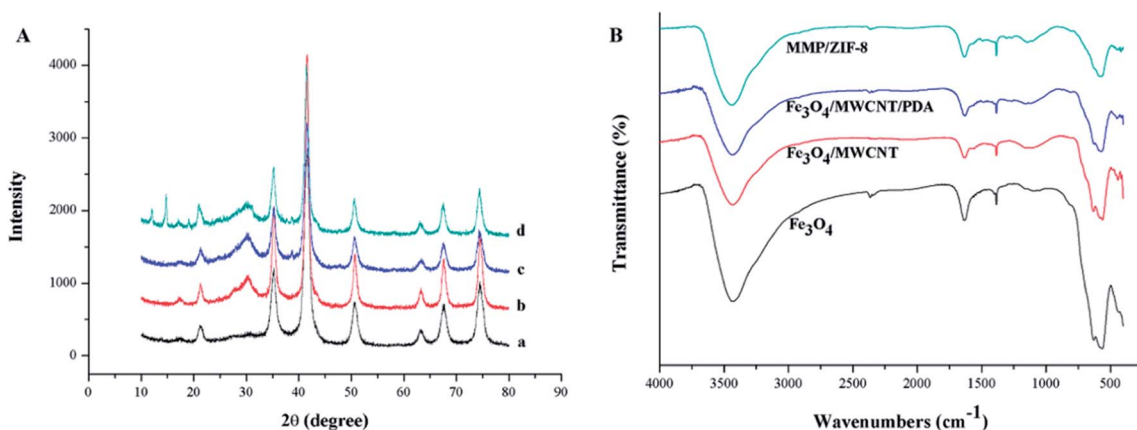 A
Intensity
4000
3000
2000
1000
0
d
c
b
a
0 10 20 30 40 50 60 70 80 90
2θ (degree)
B
Transmittance (%)
MMP/ZIF-8
Fe₃O₄/MWCNT/PDA
Fe₃O₄/MWCNT
Fe₃O₄
4000 3500 3000 2500 2000 1500 1000 500
Wavenumbers (cm⁻¹)